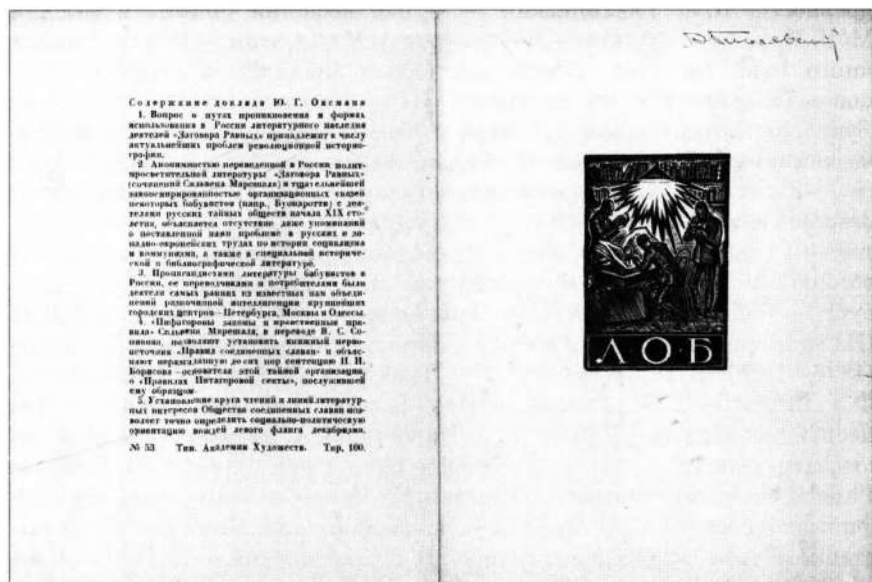 Содержание доклада Ю. Г. Оксмана
1. Вопрос о путях проникновения и формах
использования в России литературного наследия
деятелей «Заговора Равных» принадлежит к числу
актуальнейших проблем революционной историо-
графии.
2. Анонимностью переведенной в России полит-
просветительной литературы «Заговора Равных»
(сочинений Сильвена Марешаля) и тщательнейшей
законспирированностью организационных связей
некоторых бабувистов (напр., Буонаротти) с дея-
телями русских тайных обществ начала XIX сто-
летия, объясняется отсутствие даже упоминаний
о поставленной нами проблеме в русских и за-
падно-европейских трудах по истории социализма
и коммунизма, а также в специальной историче-
ской и библиографической литературе.
3. Пропагандистами литературы бабувистов в
России, ее переводчиками и потребителями были
деятели самых ранних из известных нам объеди-
нений разночинной интеллигенции крупнейших
городских центров — Петербурга, Москвы и Одессы.
4. «Пифагоровы законы и нравственные пра-
вила» Сильвена Марешаля, в переводе В. С. Со-
пикова, позволяют установить книжный перво-
источник «Правил соединенных славян» и объяс-
няют неразгаданную до сих пор сентенцию П. И.
Борисова — основателя этой тайной организации,
о «Правилах Питагоровой секты», послужившей
ему образцом.
5. Установление круга чтений и линий литератур-
ных интересов Общества соединенных славян поз-
воляет точно определить социально-политическую
ориентацию вождей левого фланга декабризма.
№ 53. Тип. Академии Художеств. Тир. 100.
Л·О·Б